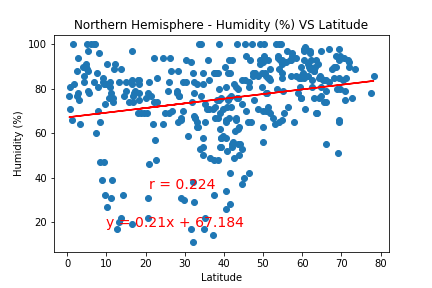 Northern Hemisphere - Humidity (%) VS Latitude
100
80
60
40
20
Humidity (%)
r = 0.224
y = 0.21x + 67.184
0 10 20 30 40 50 60 70 80
Latitude